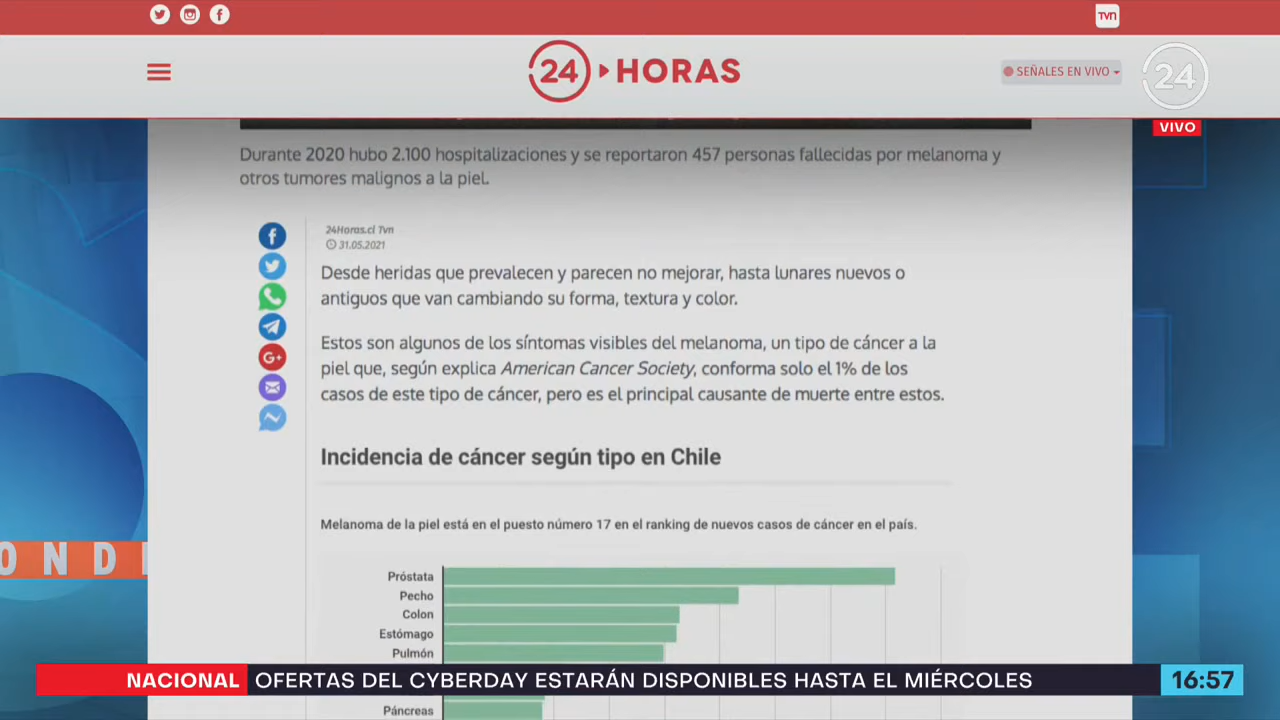 TVN
24 HORAS
SEÑALES EN VIVO
24
VIVO
Durante 2020 hubo 2.100 hospitalizaciones y se reportaron 457 personas fallecidas por melanoma y
otros tumores malignos a la piel.
24Horas.cl Tvn
31.05.2021
Desde heridas que prevalecen y parecen no mejorar, hasta lunares nuevos o
antiguos que van cambiando su forma, textura y color.
Estos son algunos de los síntomas visibles del melanoma, un tipo de cáncer a la
piel que, según explica American Cancer Society, conforma solo el 1% de los
casos de este tipo de cáncer, pero es el principal causante de muerte entre estos.
Incidencia de cáncer según tipo en Chile
Melanoma de la piel está en el puesto número 17 en el ranking de nuevos casos de cáncer en el país.
OND
Próstata
Pecho
Colon
Estómago
Pulmón
NACIONAL OFERTAS DEL CYBERDAY ESTARÁN DISPONIBLES HASTA EL MIÉRCOLES 16:57
Páncreas